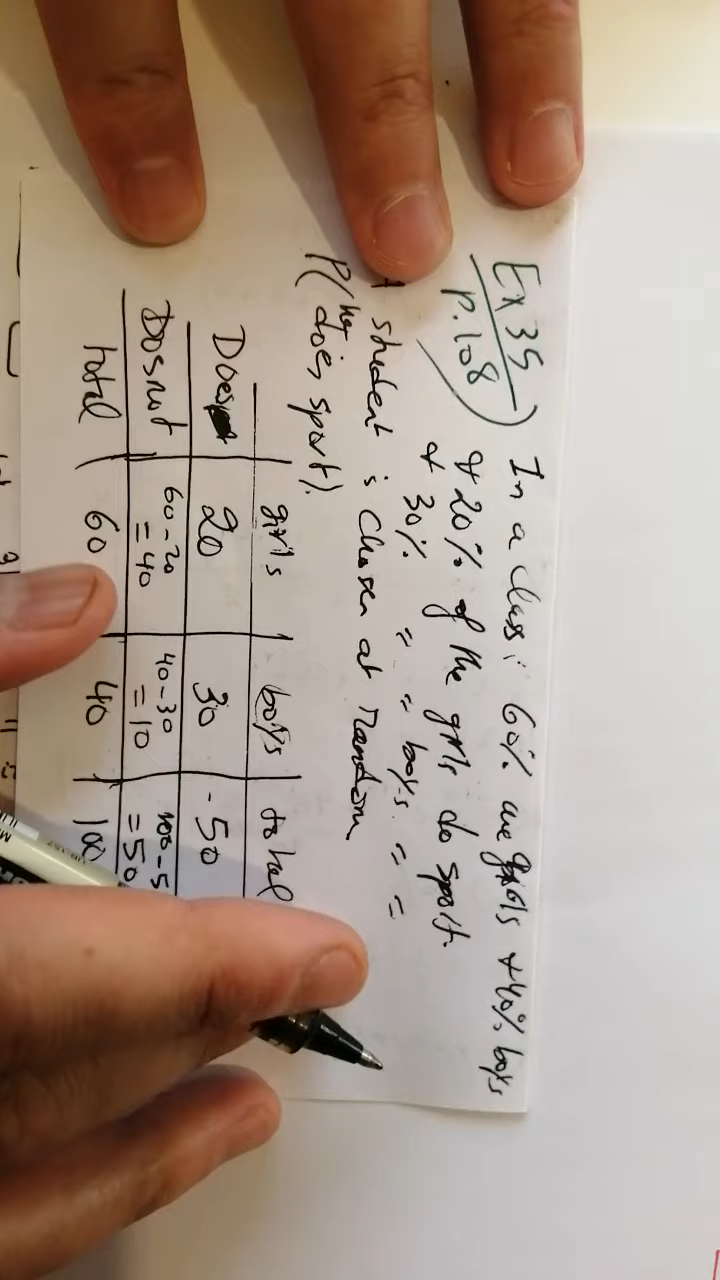 Ex 35 In a class: 60% are girls & 40% boys
P.108 & 20% of the girls do sport.
& 30% " " boys. = =
A student is chosen at random
P( he does sport).
girls boys total
Does 20 30 - 50
Dosnot 60-20 = 40 40-30 = 10 100-5 = 50
total 60 40 100